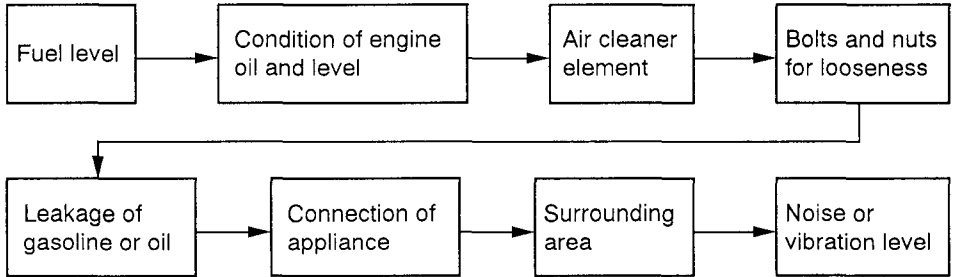 Fuel level
Condition of engine
oil and level
Air cleaner
element
Bolts and nuts
for looseness
Leakage of
gasoline or oil
Connection of
appliance
Surrounding
area
Noise or
vibration level